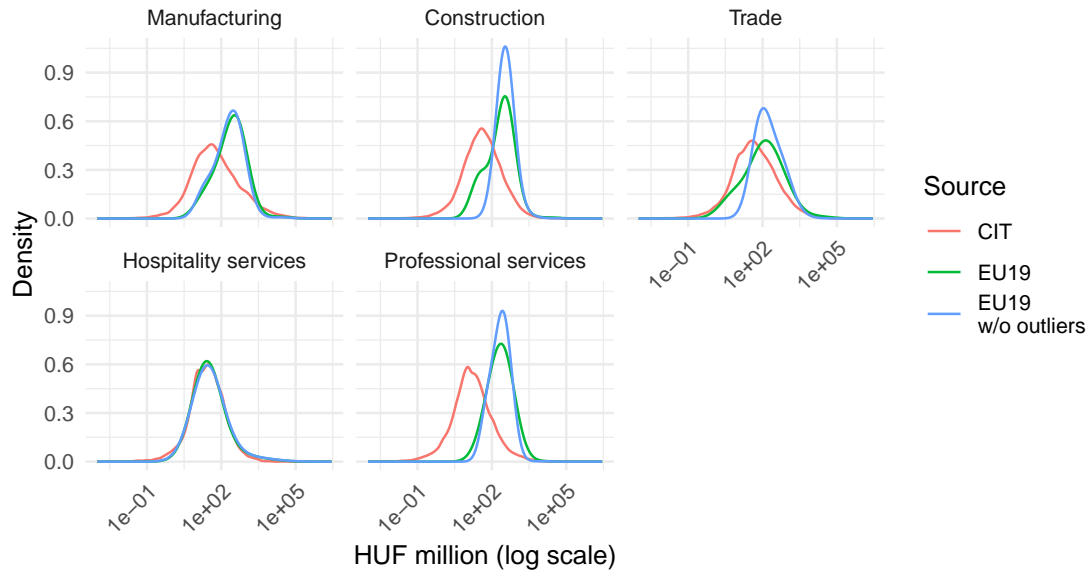 Manufacturing
Construction
Trade
0.9
0.6
0.3
0.0
1e−01
1e+02
1e+05
Hospitality services
Professional services
0.9
0.6
0.3
0.0
1e−01
1e+02
1e+05
1e−01
1e+02
1e+05
Density
HUF million (log scale)
Source
CIT
EU19
EU19
w/o outliers